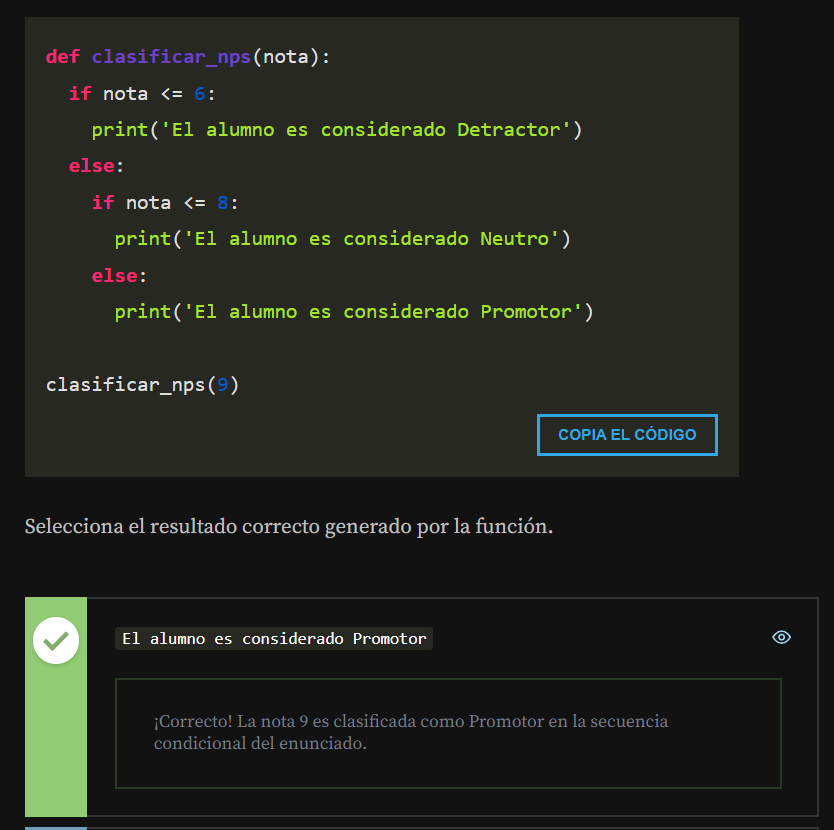 def clasificar_nps(nota):
  if nota <= 6:
    print('El alumno es considerado Detractor')
  else:
    if nota <= 8:
      print('El alumno es considerado Neutro')
    else:
      print('El alumno es considerado Promotor')
clasificar_nps(9)
COPIA EL CÓDIGO
Selecciona el resultado correcto generado por la función.
El alumno es considerado Promotor
¡Correcto! La nota 9 es clasificada como Promotor en la secuencia
condicional del enunciado.